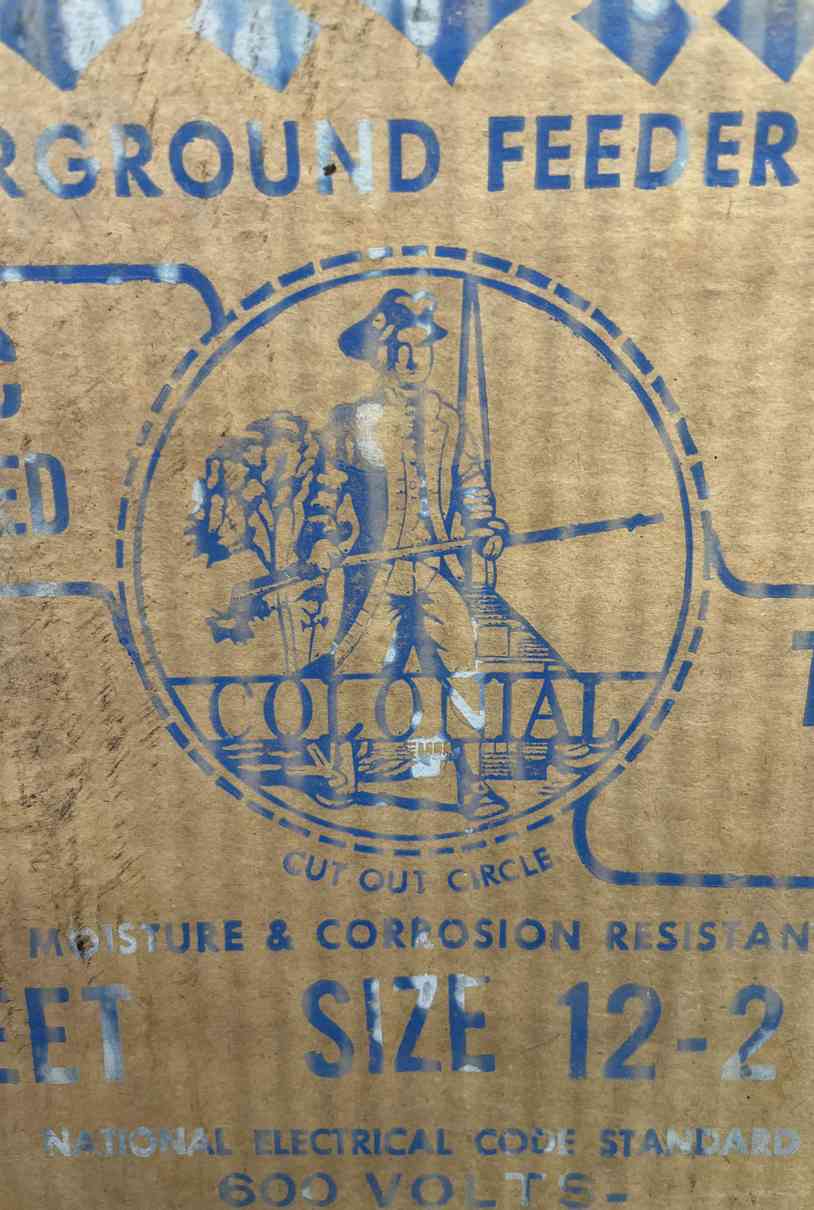 RGROUND FEEDER
ED
COLONIAL
CUT OUT CIRCLE
MOISTURE & CORROSION RESISTAN
EET SIZE 12-2
NATIONAL ELECTRICAL CODE STANDARD
600 VOLTS-